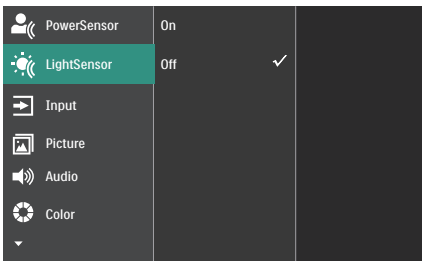 PowerSensor
On
LightSensor
Off
Input
Picture
Audio
Color